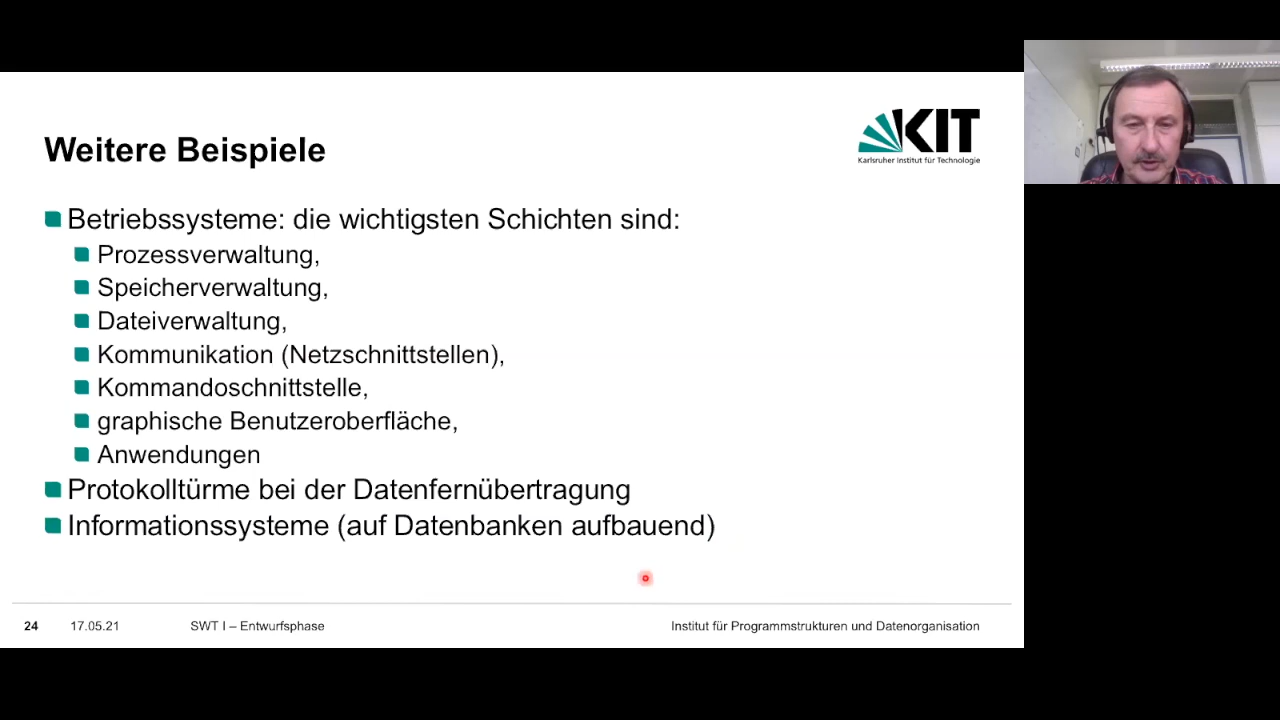 Weitere Beispiele
KIT
Karlsruher Institut für Technologie
Betriebssysteme: die wichtigsten Schichten sind:
Prozessverwaltung,
Speicherverwaltung,
Dateiverwaltung,
Kommunikation (Netzschnittstellen),
Kommandoschnittstelle,
graphische Benutzeroberfläche,
Anwendungen
Protokolltürme bei der Datenfernübertragung
Informationssysteme (auf Datenbanken aufbauend)
24 17.05.21 SWT I – Entwurfsphase Institut für Programmstrukturen und Datenorganisation